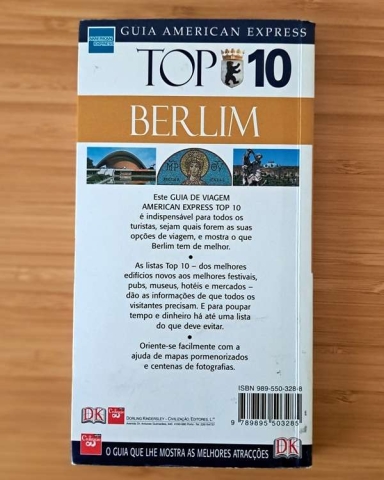 GUIA AMERICAN EXPRESS
AMERICAN
EXPRESS
TOP 10
BERLIM
Este GUIA DE VIAGEM
AMERICAN EXPRESS TOP 10
é indispensável para todos os
turistas, sejam quais forem as suas
opções de viagem, e mostra o que
Berlim tem de melhor.
•
As listas Top 10 – dos melhores
edifícios novos aos melhores festivais,
pubs, museus, hotéis e mercados –
dão as informações de que todos os
visitantes precisam. E para poupar
tempo e dinheiro há até uma lista
do que deve evitar.
•
Oriente-se facilmente com a
ajuda de mapas pormenorizados
e centenas de fotografias.
ISBN 989-550-328-8
DK
DORLING KINDERSLEY – CIVILIZAÇÃO, EDITORES, L.
9 789895 503285
O GUIA QUE LHE MOSTRA AS MELHORES ATRACÇÕES
DK